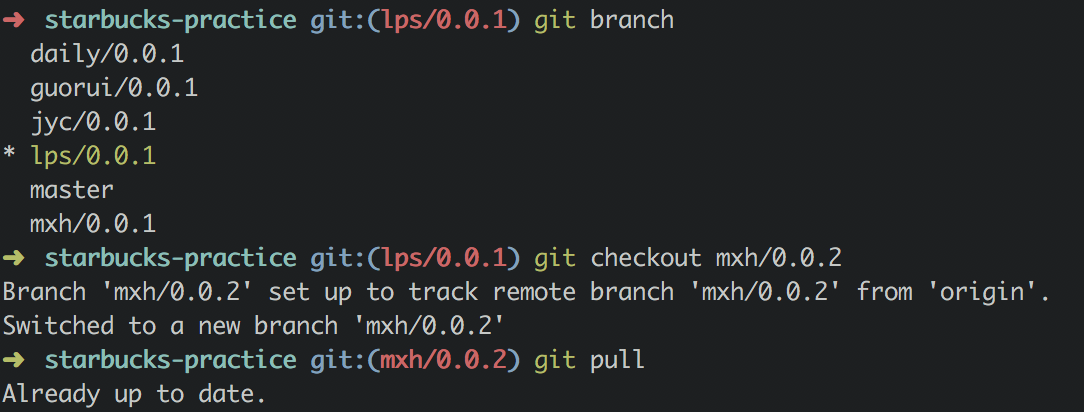 ➜ starbucks-practice git:(lps/0.0.1) git branch
  daily/0.0.1
  guorui/0.0.1
  jyc/0.0.1
* lps/0.0.1
  master
  mxh/0.0.1
➜ starbucks-practice git:(lps/0.0.1) git checkout mxh/0.0.2
Branch 'mxh/0.0.2' set up to track remote branch 'mxh/0.0.2' from 'origin'.
Switched to a new branch 'mxh/0.0.2'
➜ starbucks-practice git:(mxh/0.0.2) git pull
Already up to date.